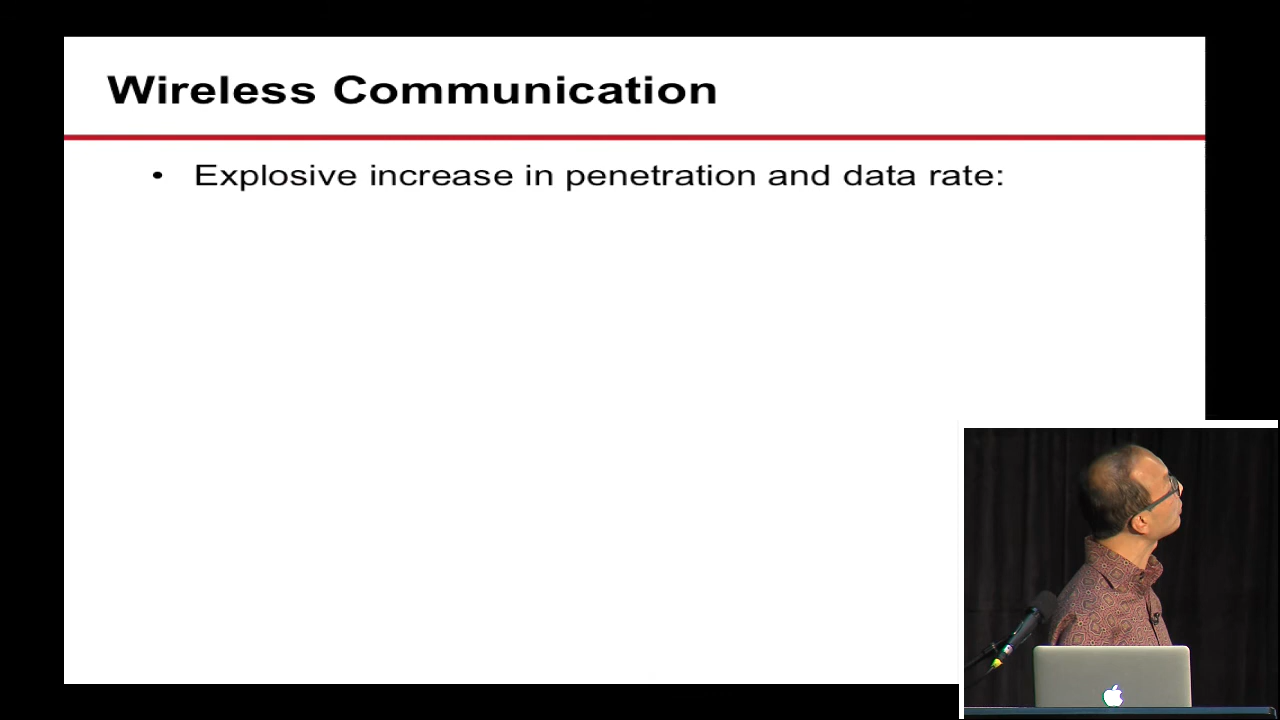 Wireless Communication
• Explosive increase in penetration and data rate: